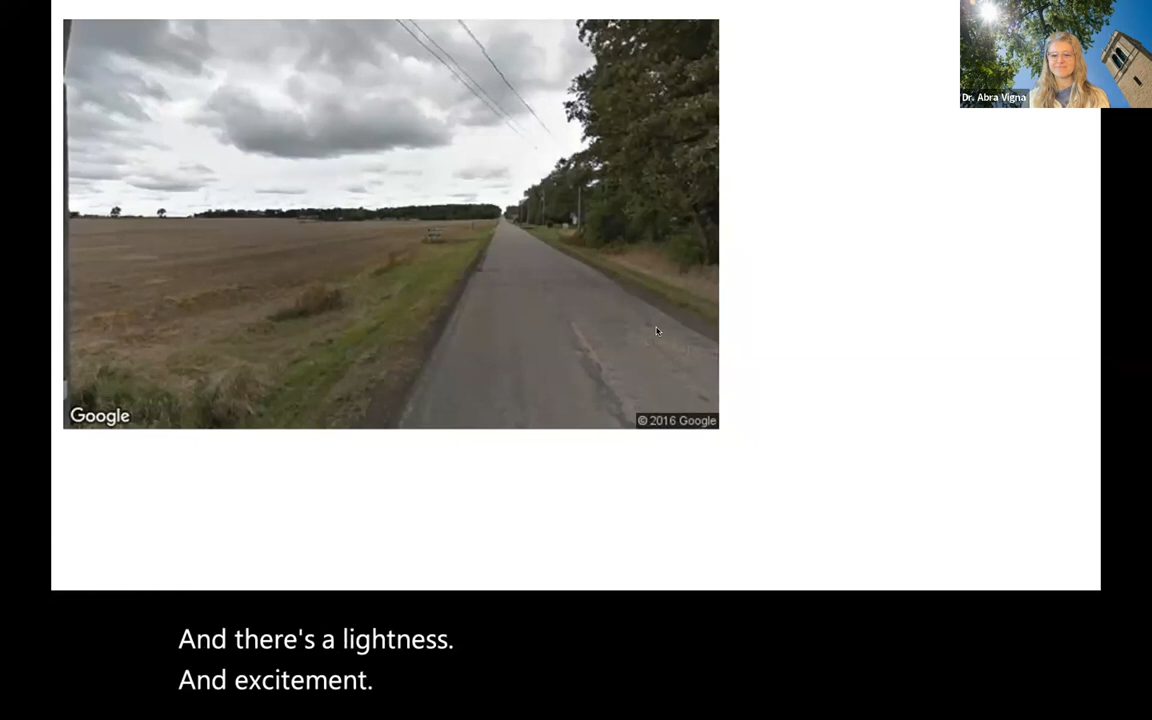 Dr. Abra Vigna
Google
© 2016 Google
And there's a lightness.
And excitement.